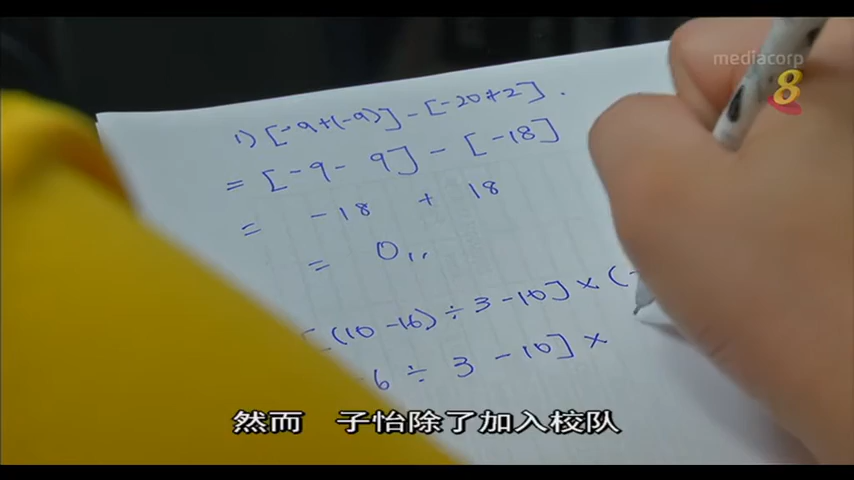 mediacorp
8
1) [-9+(-9)] - [-20+2].
= [-9 - 9] - [-18]
= -18 + 18
= 0,,
[(10 -16) ÷ 3 - 10] × (-
-6 ÷ 3 - 10] ×
然而 子怡除了加入校队